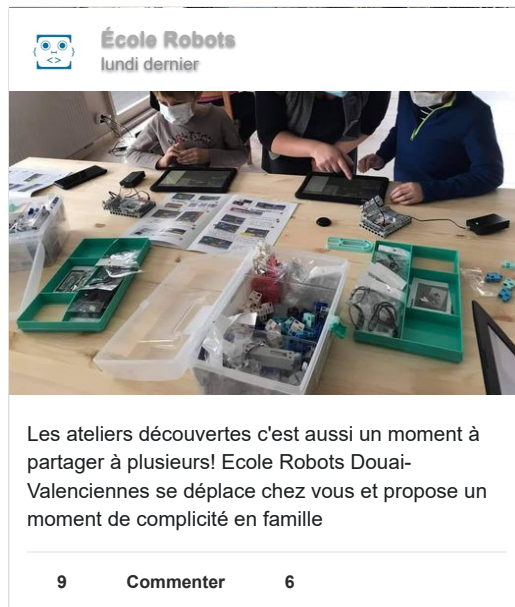 École Robots
lundi dernier
Les ateliers découvertes c'est aussi un moment à
partager à plusieurs! Ecole Robots Douai-
Valenciennes se déplace chez vous et propose un
moment de complicité en famille
9 Commenter 6